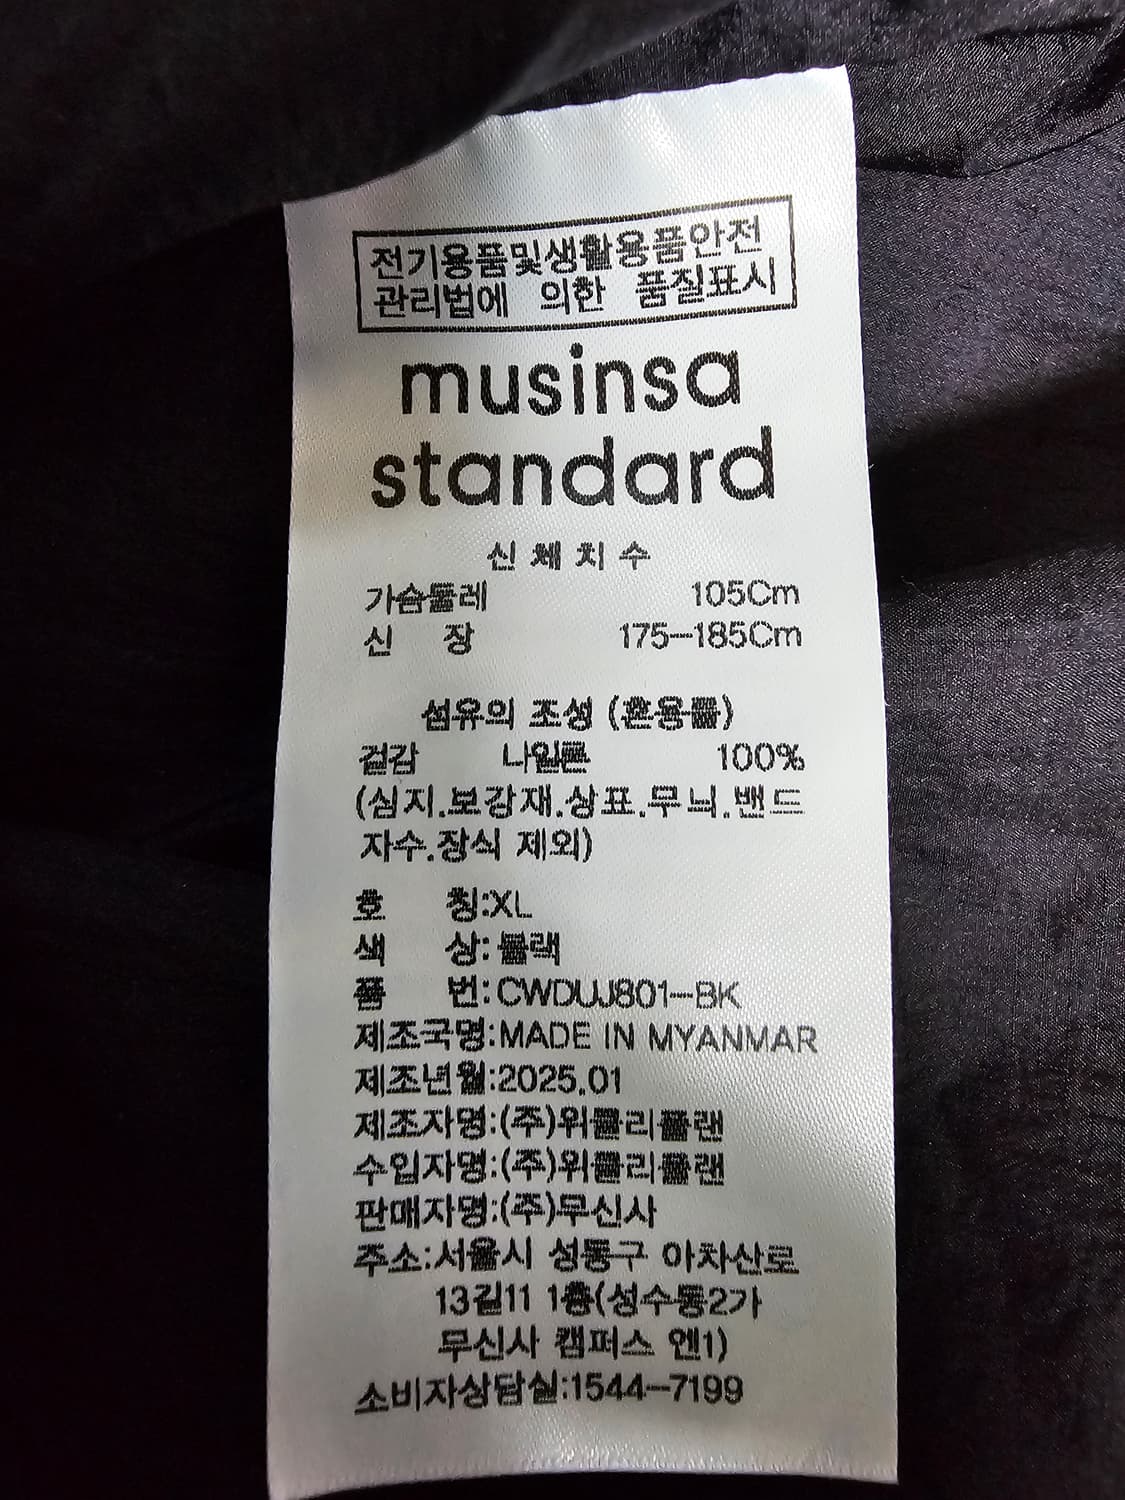 전기용품및생활용품안전
관리법에 의한 품질표시
musinsa
standard
신체치수
가슴둘레 105Cm
신 장 175-185Cm
섬유의 조성 (혼용률)
겉감 나일론 100%
(심지.보강재.상표.무늬.밴드
자수.장식 제외)
호 칭:XL
색 상:블랙
품 번:CWDUJJ801-BK
제조국명:MADE IN MYANMAR
제조년월:2025.01
제조자명:(주)위클리플랜
수입자명:(주)위클리플랜
판매자명:(주)무신사
주소:서울시 성동구 아차산로
13길11 1층(성수동2가
무신사 캠퍼스 엔1)
소비자상담실:1544-7199